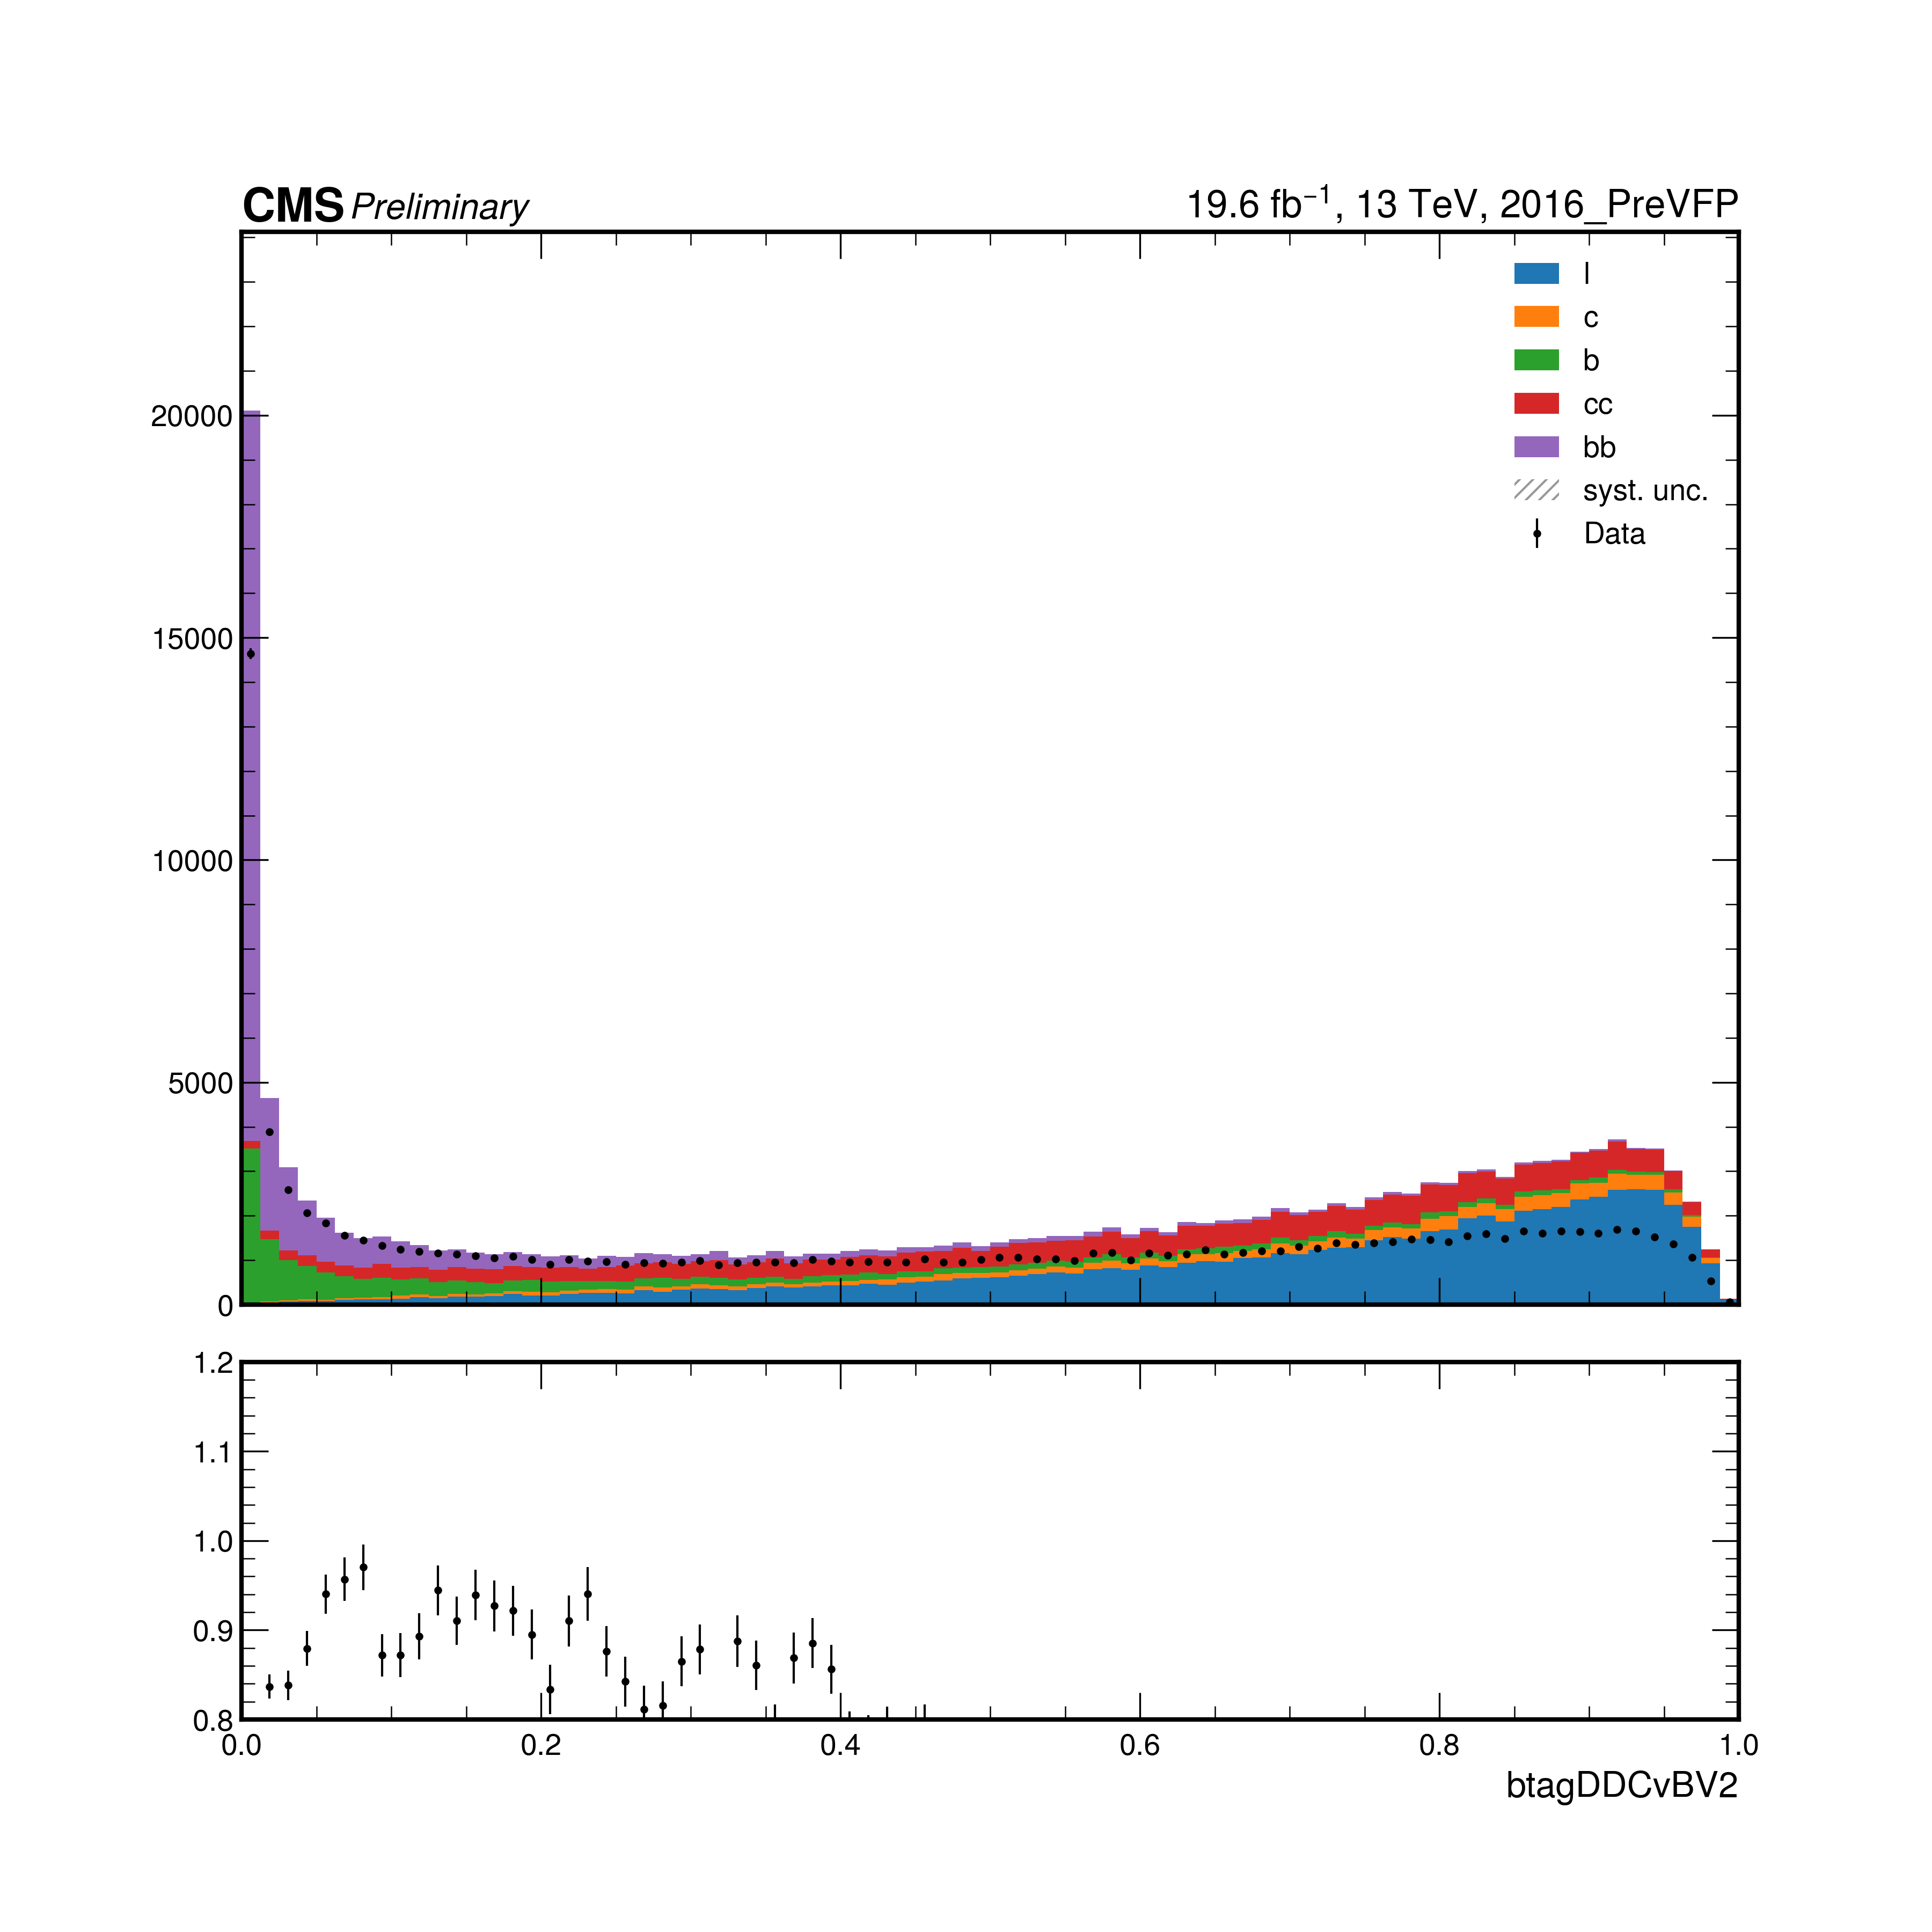 CMS Preliminary
19.6 fb⁻¹, 13 TeV, 2016_PreVFP
l
c
b
cc
bb
syst. unc.
Data
20000
15000
10000
5000
0
1.2
1.1
1.0
0.9
0.8
0.0 0.2 0.4 0.6 0.8 1.0
btagDDCvBV2